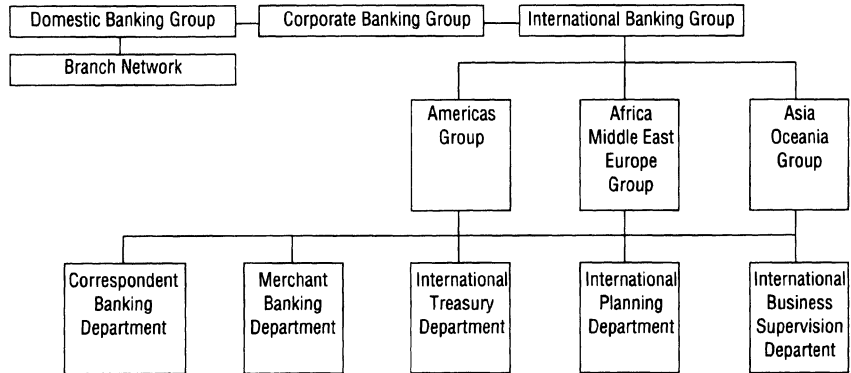 Domestic Banking Group
Corporate Banking Group
International Banking Group
Branch Network
Americas
Group
Africa
Middle East
Europe
Group
Asia
Oceania
Group
Correspondent
Banking
Department
Merchant
Banking
Department
International
Treasury
Department
International
Planning
Department
International
Business
Supervision
Departent